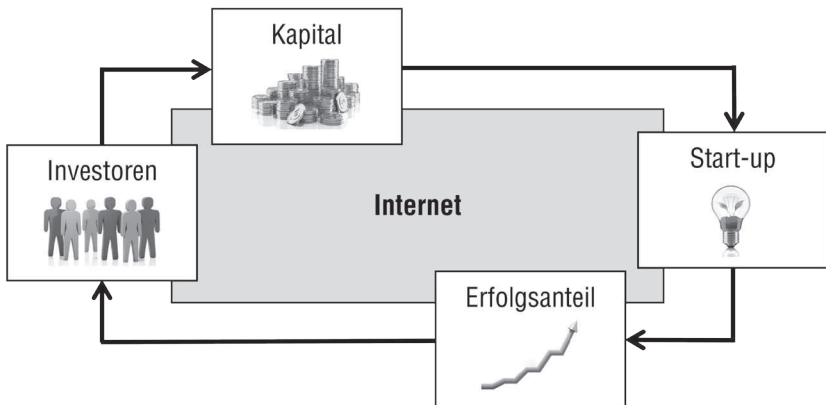 Kapital
Investoren
Start-up
Internet
Erfolgsanteil